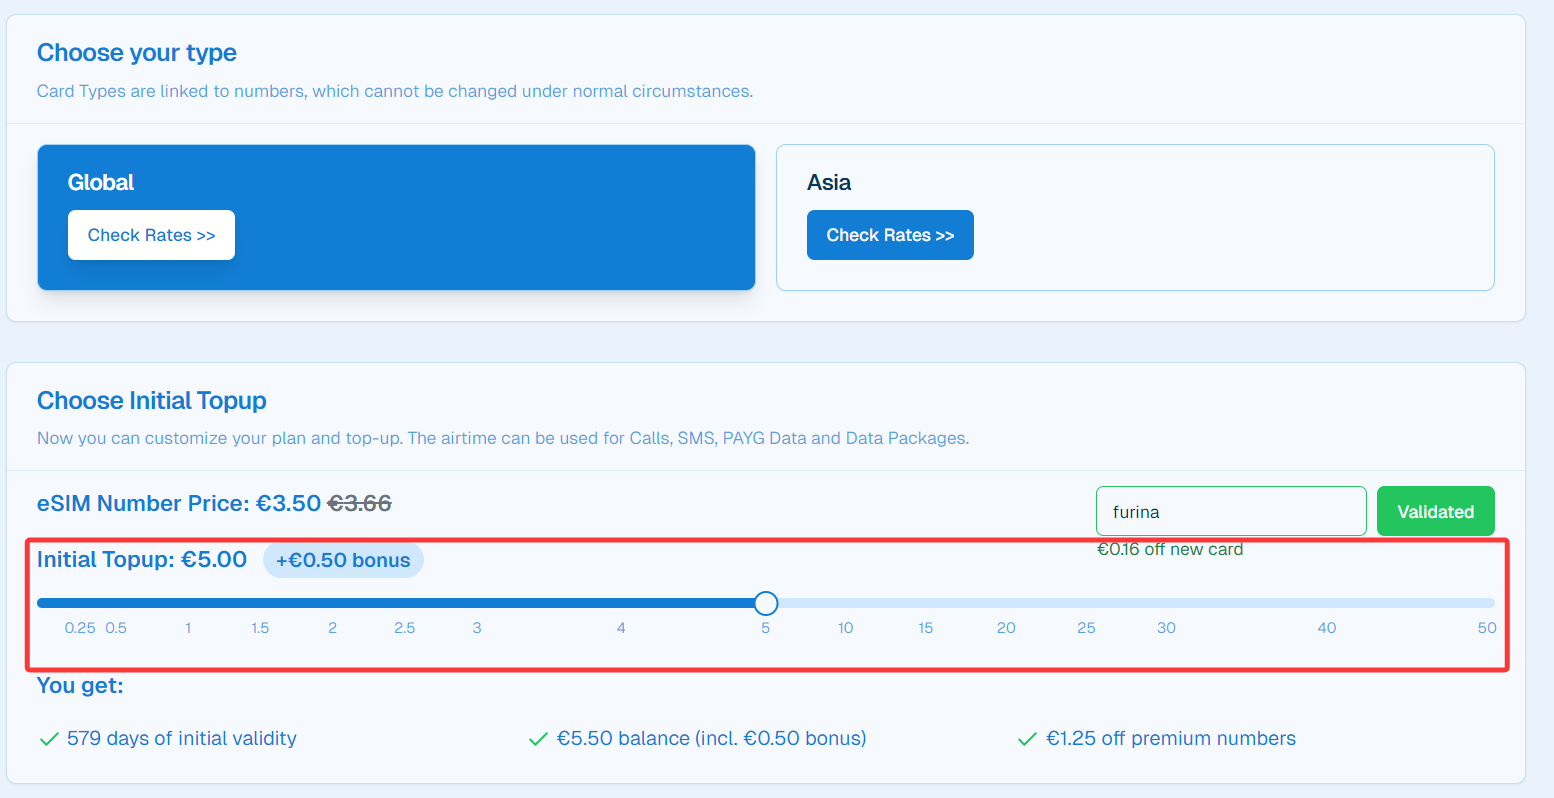 Choose your type
Card Types are linked to numbers, which cannot be changed under normal circumstances.
Global
Check Rates >>
Asia
Check Rates >>
Choose Initial Topup
Now you can customize your plan and top-up. The airtime can be used for Calls, SMS, PAYG Data and Data Packages.
eSIM Number Price: €3.50 €3.66
furina
Validated
€0.16 off new card
Initial Topup: €5.00 +€0.50 bonus
0.25 0.5 1 1.5 2 2.5 3 4 5 10 15 20 25 30 40 50
You get:
579 days of initial validity
€5.50 balance (incl. €0.50 bonus)
€1.25 off premium numbers